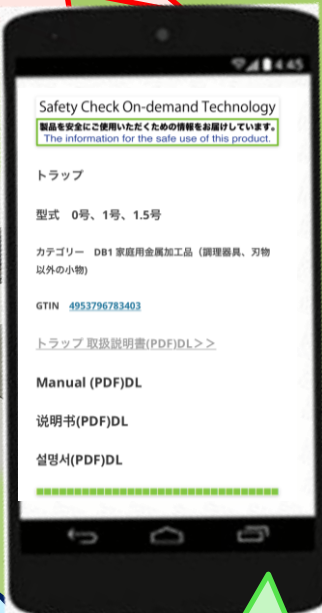 4:45
Safety Check On-demand Technology
製品を安全にご使用いただくための情報をお届けしています。
The information for the safe use of this product.
トラップ
型式 0号、1号、1.5号
カテゴリー DB1 家庭用金属加工品（調理器具、刃物
以外の小物)
GTIN 4953796783403
トラップ 取扱説明書(PDF)DL＞＞
Manual (PDF)DL
说明书(PDF)DL
설명서(PDF)DL